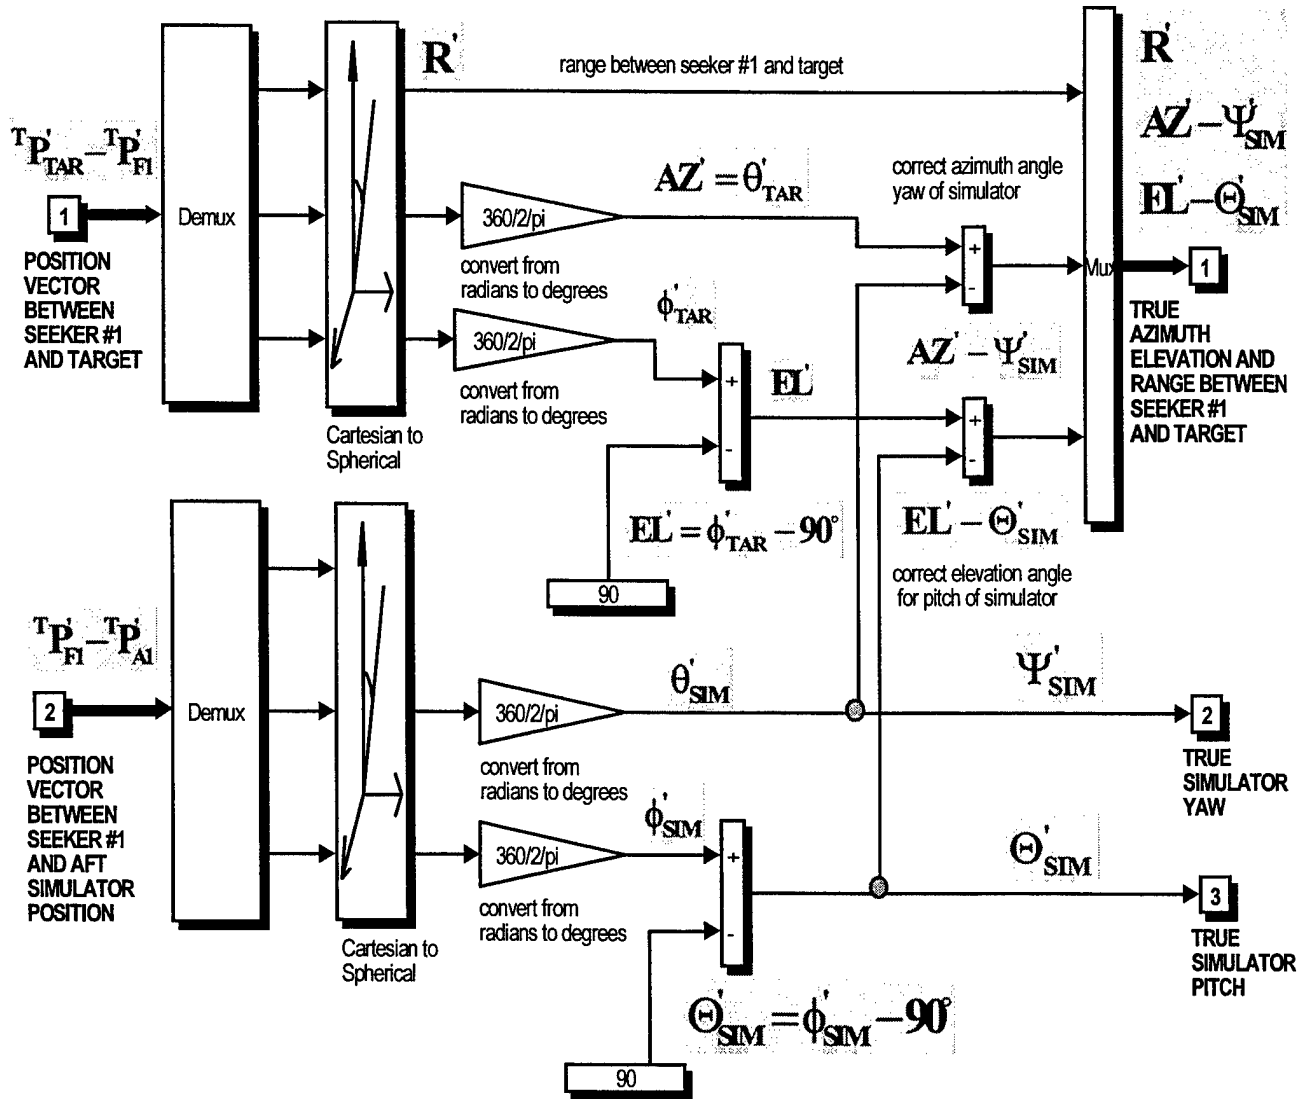 R'
range between seeker #1 and target
R'
ᵀP'TAR – ᵀP'F1
1
Demux
POSITION
VECTOR
BETWEEN
SEEKER #1
AND TARGET
360/2/pi
convert from
radians to degrees
AZ' = θ'TAR
correct azimuth angle
yaw of simulator
AZ' – Ψ'SIM
EL' – Θ'SIM
+
-
Mux
1
TRUE
AZIMUTH
ELEVATION AND
RANGE BETWEEN
SEEKER #1
AND TARGET
360/2/pi
convert from
radians to degrees
ϕ'TAR
+
-
EL'
AZ' – Ψ'SIM
+
-
Cartesian to
Spherical
EL' = ϕ'TAR – 90°
90
EL' – Θ'SIM
correct elevation angle
for pitch of simulator
ᵀP'F1 – ᵀP'A1
2
Demux
POSITION
VECTOR
BETWEEN
SEEKER #1
AND AFT
SIMULATOR
POSITION
Cartesian to
Spherical
360/2/pi
convert from
radians to degrees
θ'SIM
Ψ'SIM
2
TRUE
SIMULATOR
YAW
360/2/pi
convert from
radians to degrees
ϕ'SIM
+
-
Θ'SIM
3
TRUE
SIMULATOR
PITCH
Θ'SIM = ϕ'SIM – 90°
90